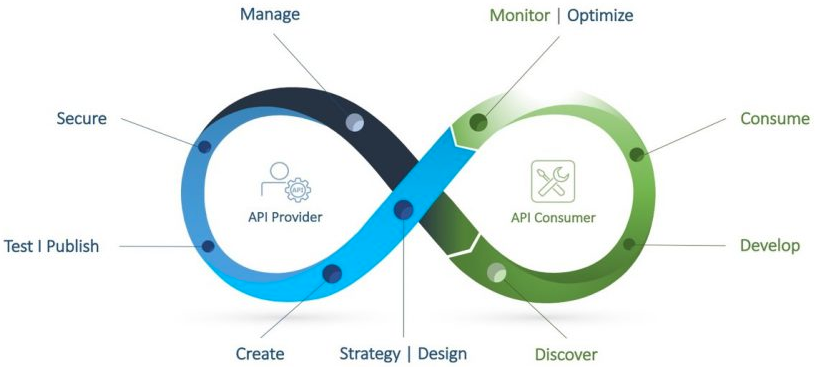 Manage
Monitor | Optimize
Secure
Consume
API
API Provider
API Consumer
Test I Publish
Develop
Create
Strategy | Design
Discover